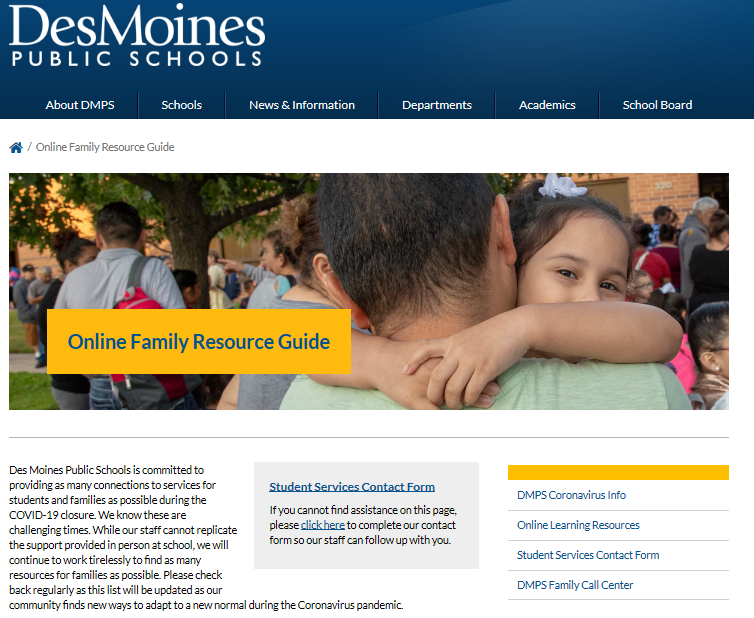 DesMoines
PUBLIC SCHOOLS
About DMPS
Schools
News & Information
Departments
Academics
School Board
/ Online Family Resource Guide
Online Family Resource Guide
Des Moines Public Schools is committed to
providing as many connections to services for
students and families as possible during the
COVID-19 closure. We know these are
challenging times. While our staff cannot replicate
the support provided in person at school, we will
continue to work tirelessly to find as many
resources for families as possible. Please check
back regularly as this list will be updated as our
community finds new ways to adapt to a new normal during the Coronavirus pandemic.
Student Services Contact Form
If you cannot find assistance on this page,
please click here to complete our contact
form so our staff can follow up with you.
DMPS Coronavirus Info
Online Learning Resources
Student Services Contact Form
DMPS Family Call Center